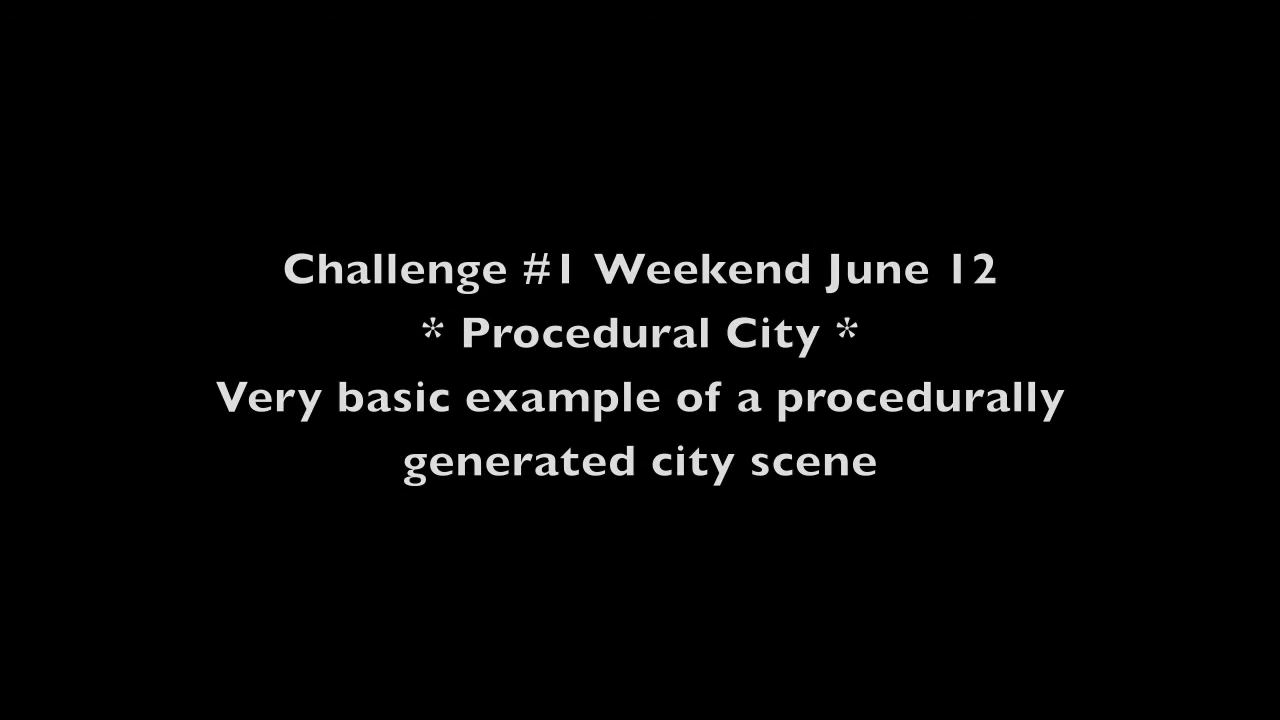 Challenge #1 Weekend June 12
* Procedural City *
Very basic example of a procedurally
generated city scene